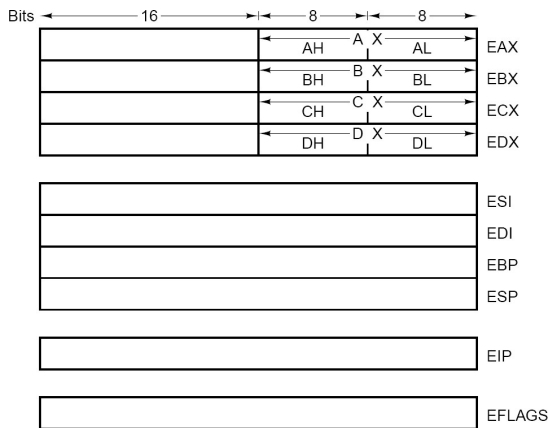 Bits 16 8 8
A X
AH AL EAX
B X
BH BL EBX
C X
CH CL ECX
D X
DH DL EDX
ESI
EDI
EBP
ESP
EIP
EFLAGS